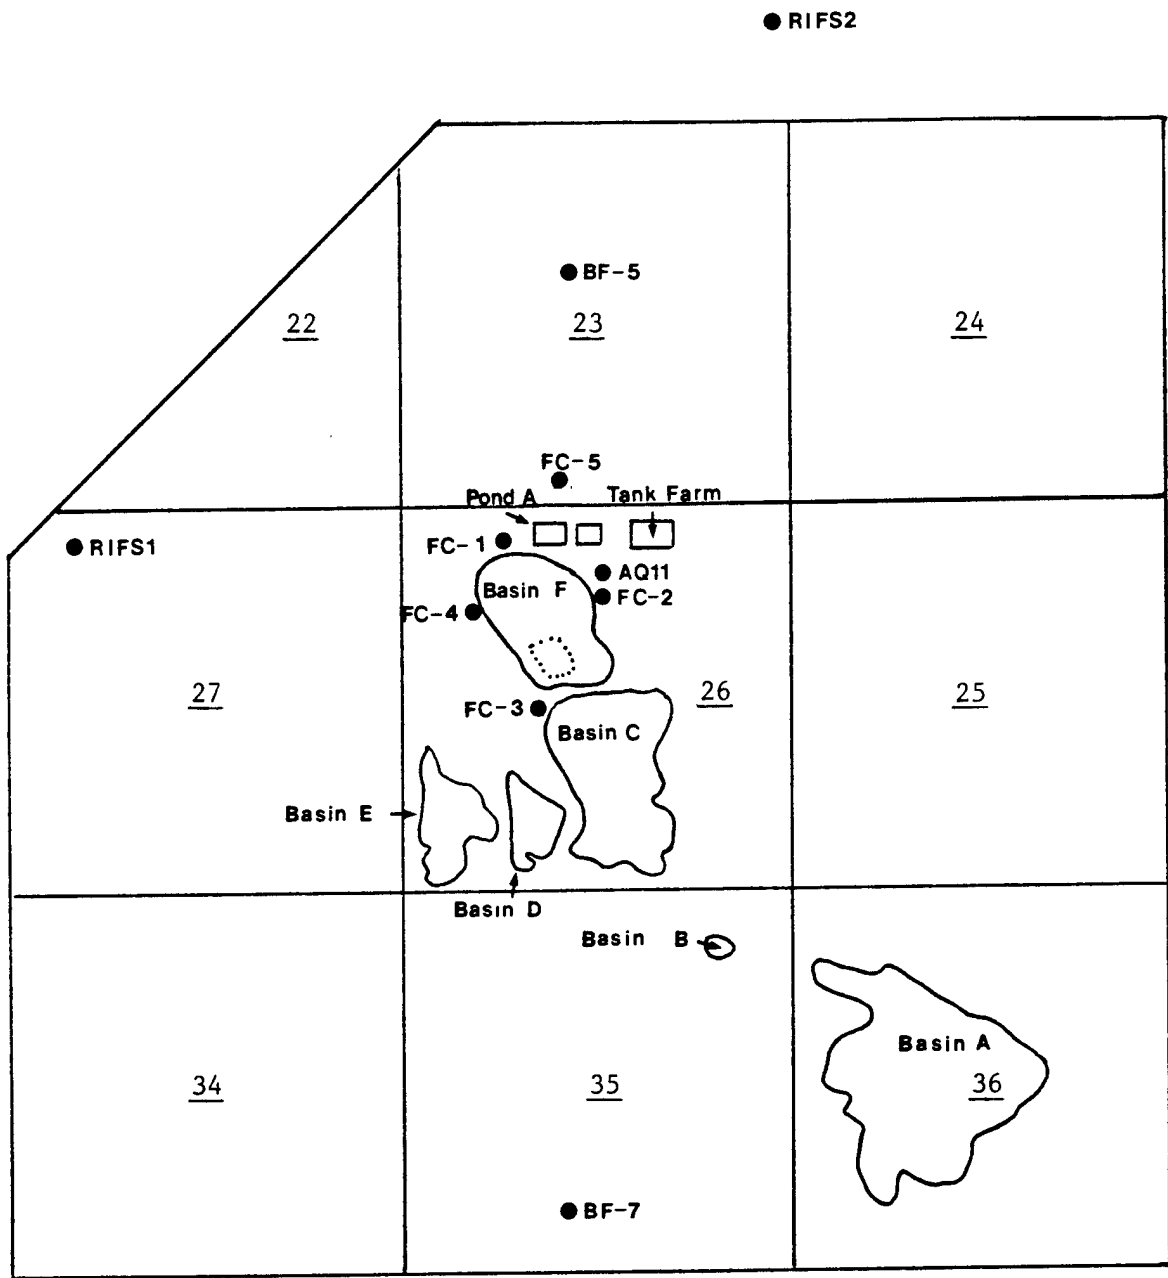 RIFS2
BF-5
22
23
24
FC-5
Pond A
Tank Farm
RIFS1
FC-1
AQ11
Basin F
FC-2
FC-4
27
26
25
FC-3
Basin C
Basin E
Basin D
Basin B
Basin A
34
35
36
BF-7